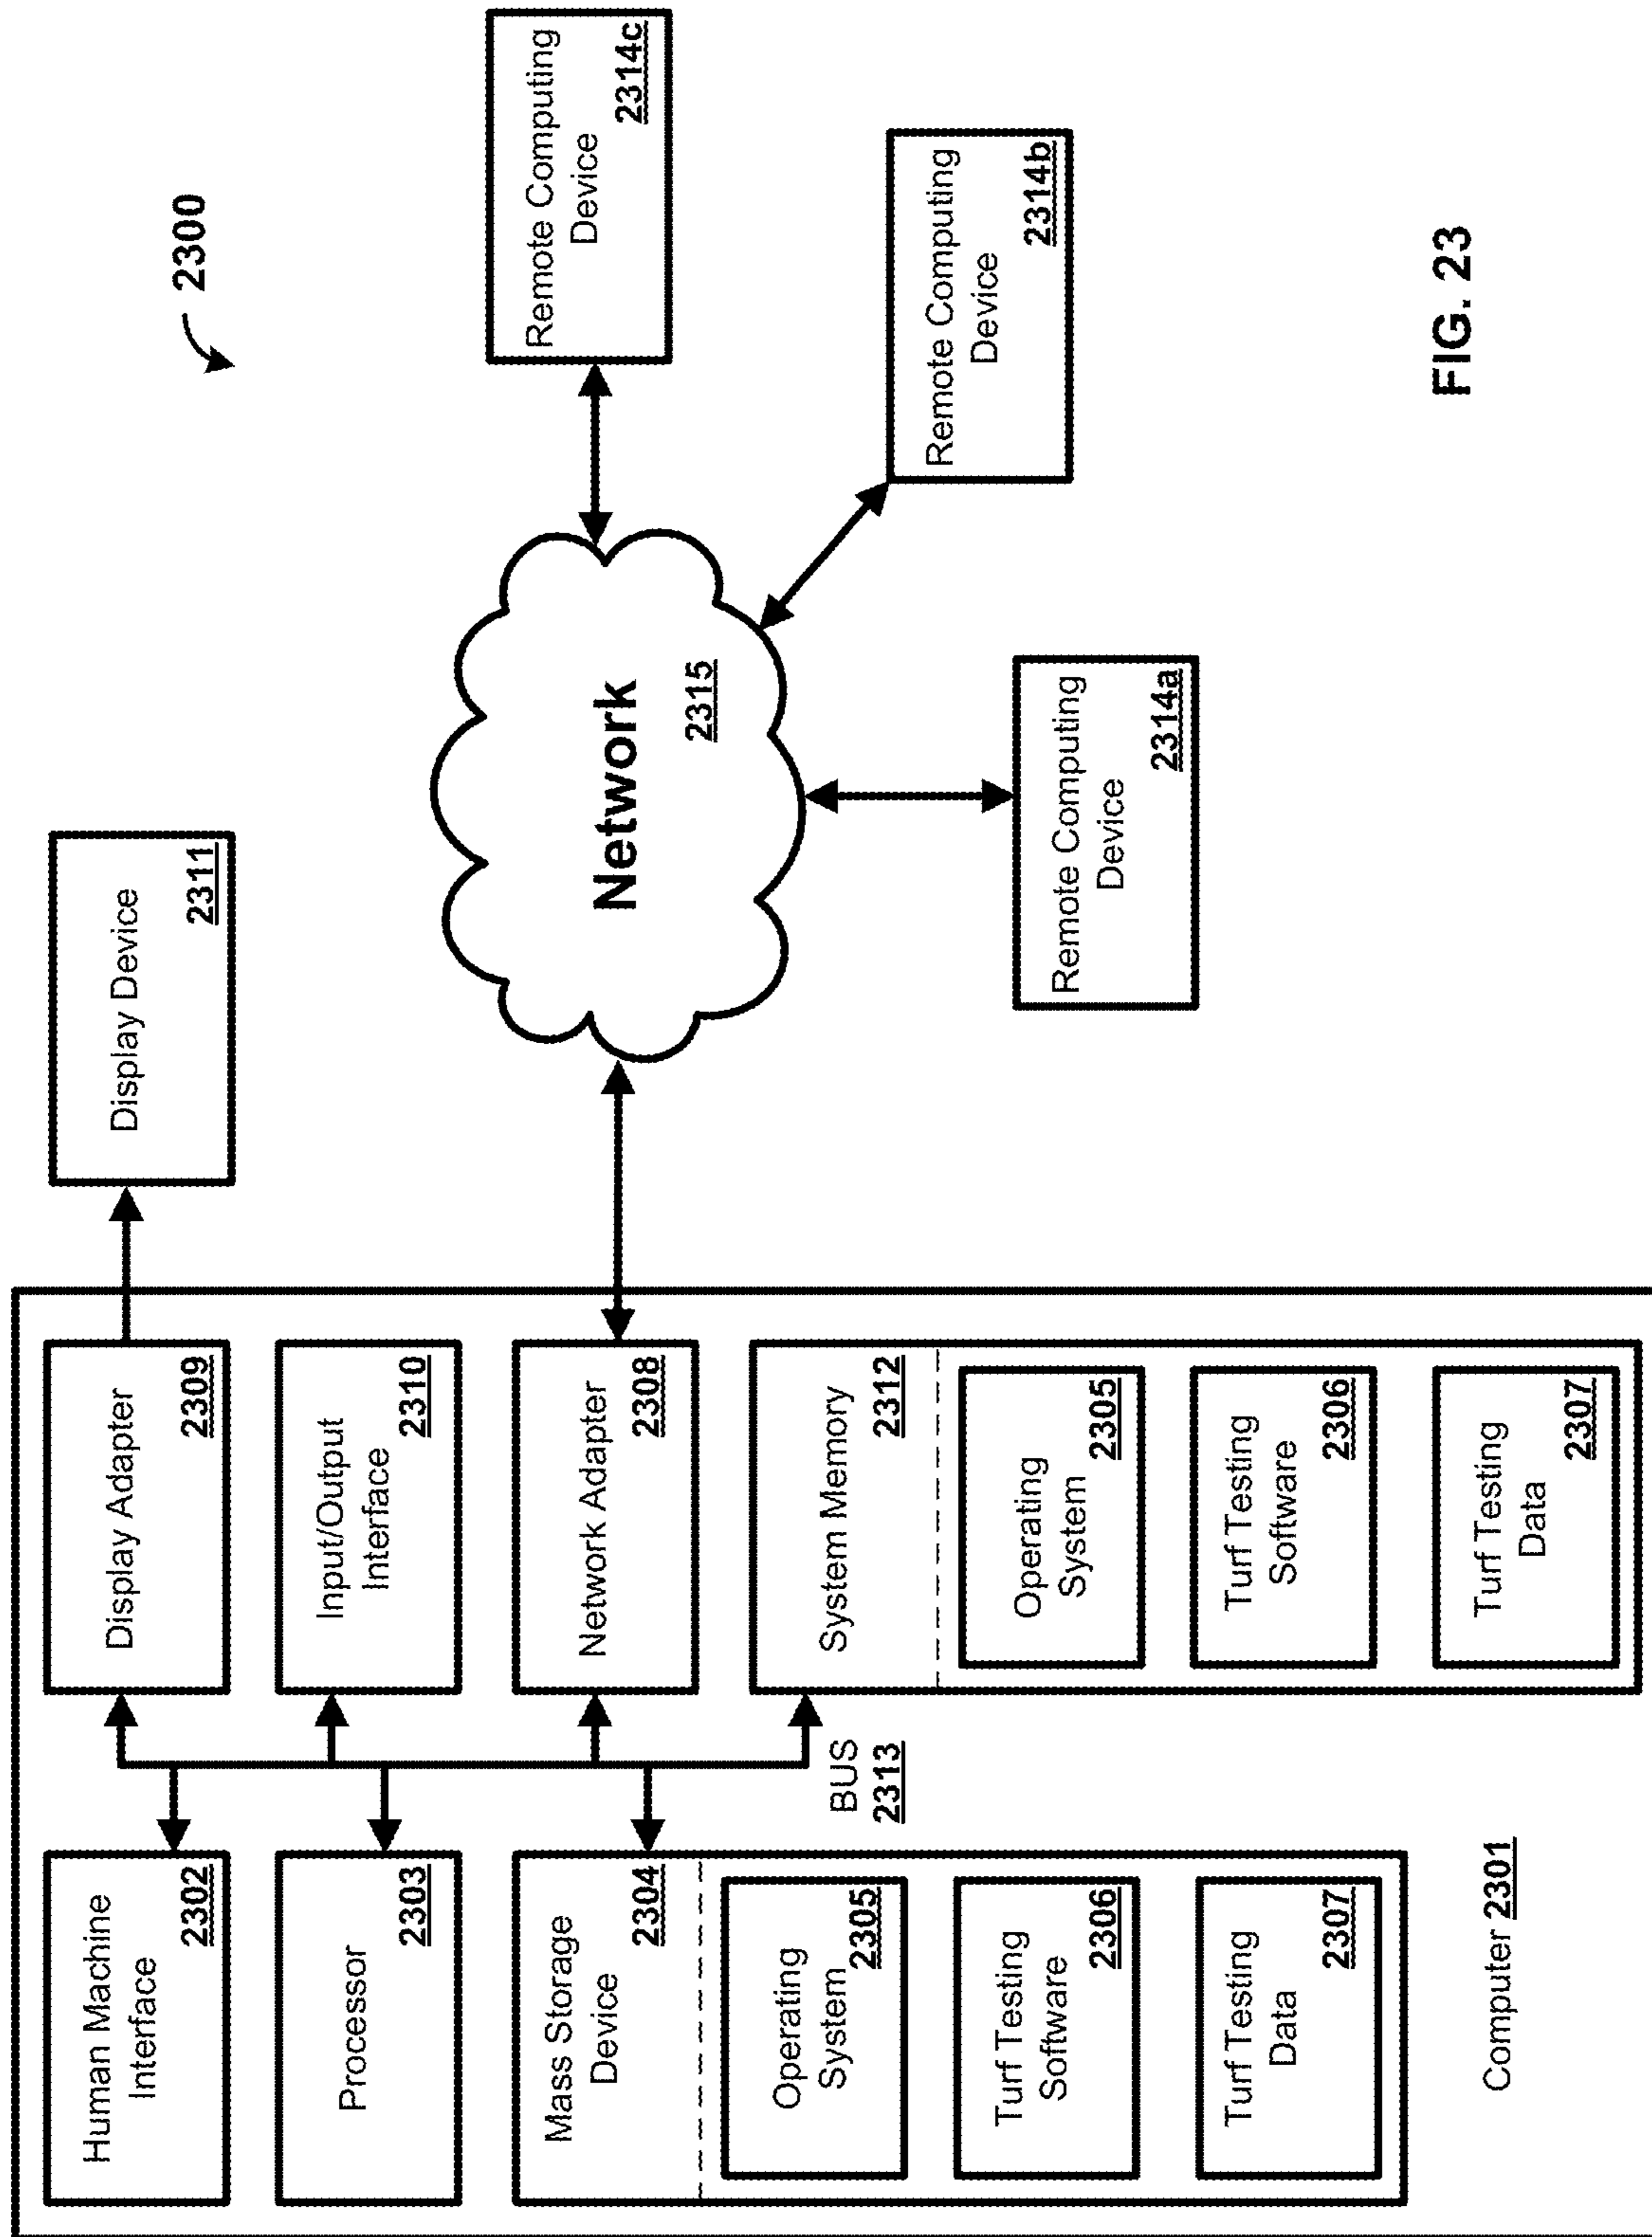 2300
Human Machine
Interface
2302
Processor
2303
Mass Storage
Device
2304
Operating
System
2305
Turf Testing
Software
2306
Turf Testing
Data
2307
Computer 2301
BUS
2313
Display Adapter
2309
Input/Output
Interface
2310
Network Adapter
2308
System Memory
2312
Operating
System
2305
Turf Testing
Software
2306
Turf Testing
Data
2307
Display Device
2311
Network
2315
Remote Computing
Device
2314a
Remote Computing
Device
2314b
Remote Computing
Device
2314c
FIG. 23